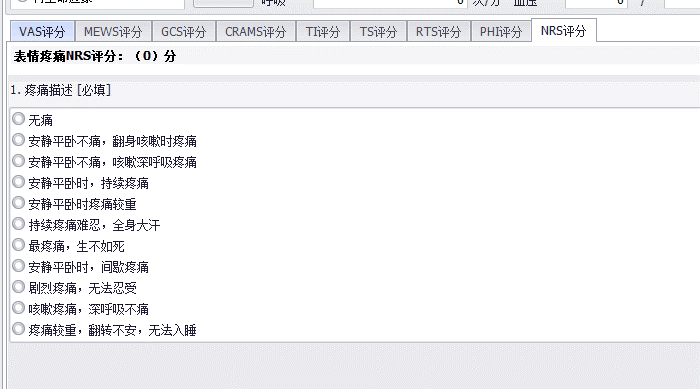 呼吸 0 次/分 血压 0 / 
VAS评分 MEWS评分 GCS评分 CRAMS评分 TI评分 TS评分 RTS评分 PHI评分 NRS评分
表情疼痛NRS评分：（0）分
1. 疼痛描述 [必填]
无痛
安静平卧不痛，翻身咳嗽时疼痛
安静平卧不痛，咳嗽深呼吸疼痛
安静平卧时，持续疼痛
安静平卧时疼痛较重
持续疼痛难忍，全身大汗
最疼痛，生不如死
安静平卧时，间歇疼痛
剧烈疼痛，无法忍受
咳嗽疼痛，深呼吸不痛
疼痛较重，翻转不安，无法入睡